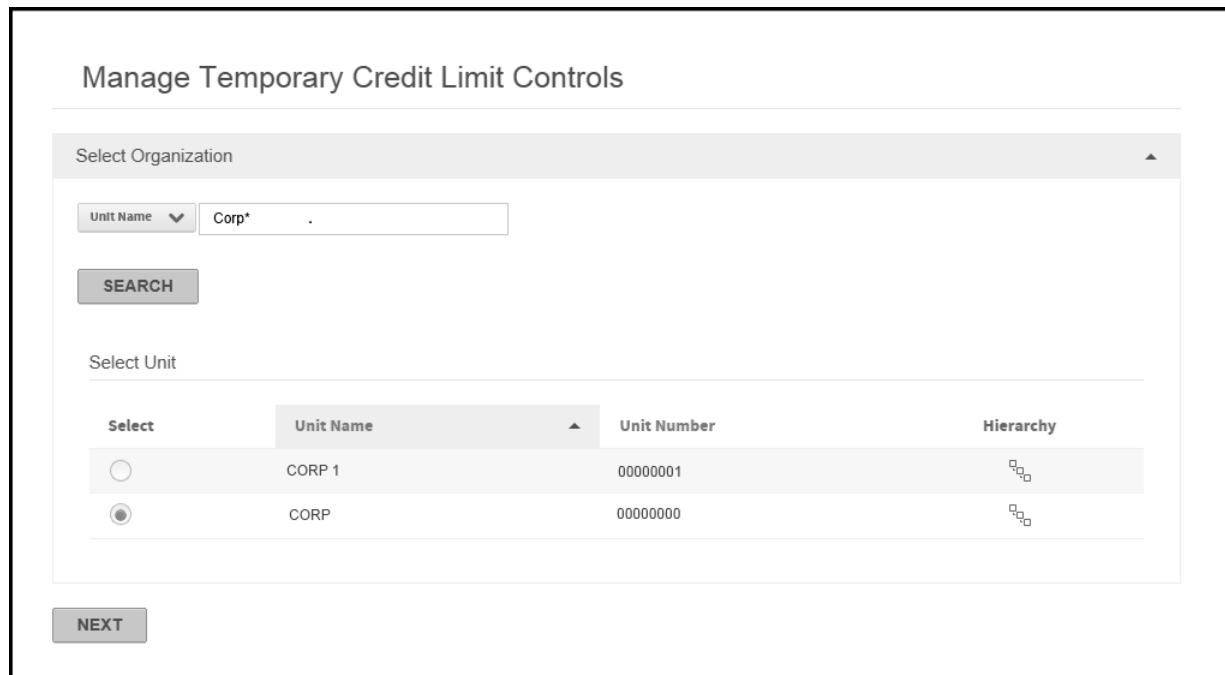 Manage Temporary Credit Limit Controls
Select Organization
Unit Name Corp* .
SEARCH
Select Unit
Select Unit Name Unit Number Hierarchy
CORP 1 00000001
CORP 00000000
NEXT